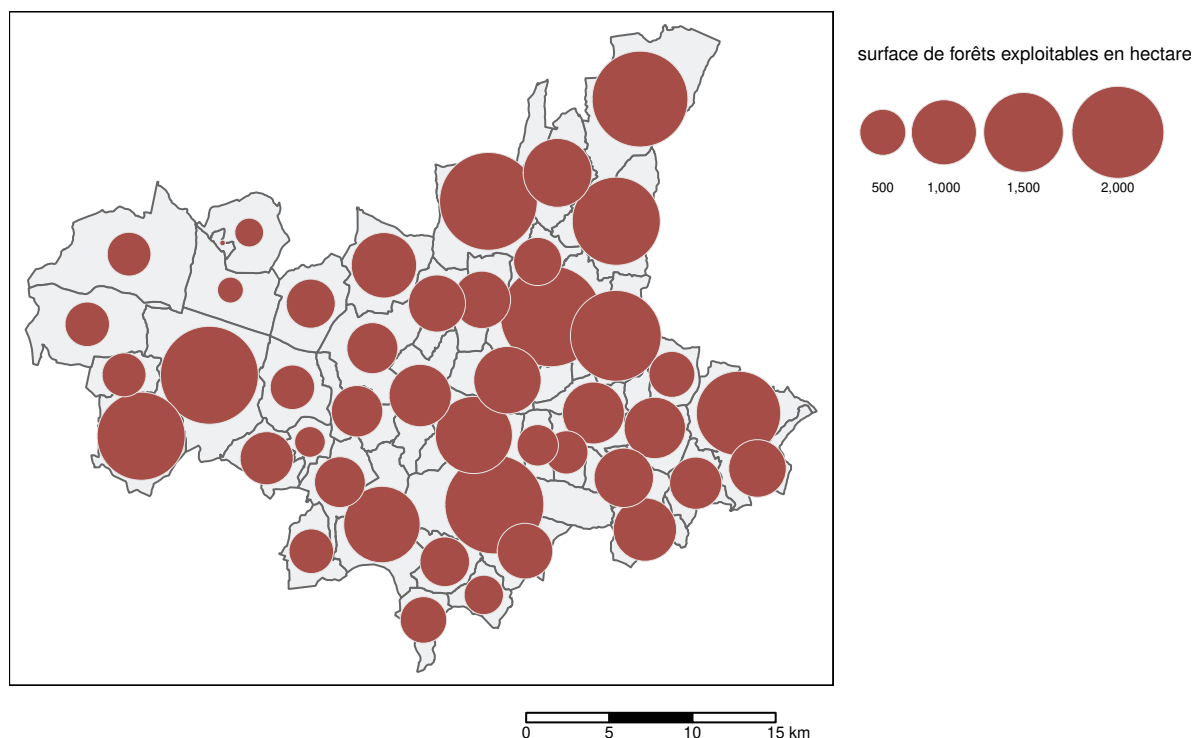 surface de forêts exploitables en hectare
500 1,000 1,500 2,000
0 5 10 15 km